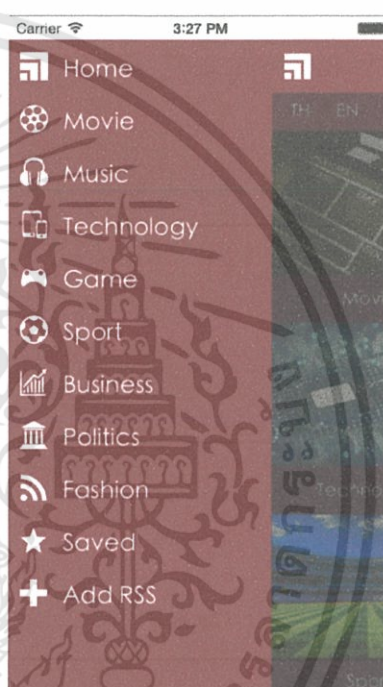 Carrier 3:27 PM
Home
Movie
Music
Technology
Game
Sport
Business
Politics
Fashion
Saved
Add RSS
TH EN